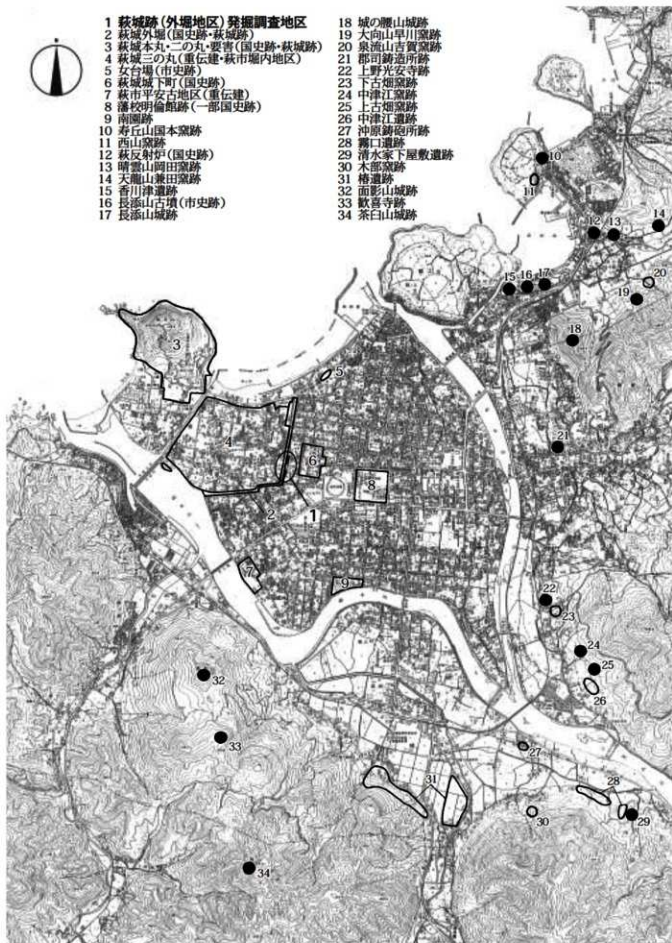 1 萩城跡(外堀地区)発掘調査地区
2 萩城外堀(国史跡・萩城跡)
3 萩城本丸・二の丸・要害(国史跡・萩城跡)
4 萩城三の丸(重伝建・萩市堀内地区)
5 女台場(市史跡)
6 萩城城下町(国史跡)
7 萩市平安古地区(重伝建)
8 藩校明倫館跡(一部国史跡)
9 南園跡
10 寿丘山国本窯跡
11 西山窯跡
12 萩反射炉(国史跡)
13 晴雲山岡田窯跡
14 天龍山兼田窯跡
15 香川津遺跡
16 長添山古墳(市史跡)
17 長添山城跡
18 城の腰山城跡
19 大向山早川窯跡
20 泉流山吉賀窯跡
21 郡司鋳造所跡
22 上野光安寺跡
23 下古畑窯跡
24 中津江窯跡
25 上古畑窯跡
26 中津江遺跡
27 沖原鋳砲所跡
28 霧口遺跡
29 清水家下屋敷遺跡
30 木部窯跡
31 椿遺跡
32 面影山城跡
33 歓喜寺跡
34 茶臼山城跡
10
11
12
13
14
15
16
17
20
19
3
18
5
4
21
6
8
2
1
7
9
22
23
24
25
32
26
33
27
31
28
30
29
34